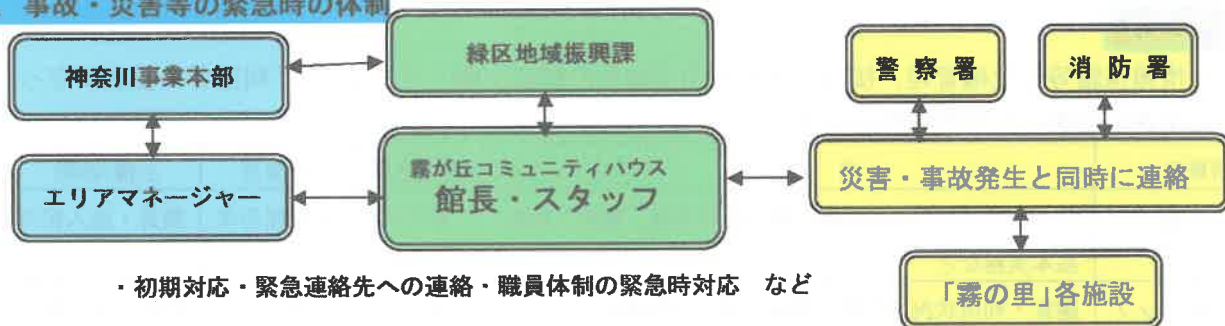 事故・災害等の緊急時の体制
神奈川事業本部
緑区地域振興課
警察署
消防署
エリアマネージャー
霧が丘コミュニティハウス
館長・スタッフ
災害・事故発生と同時に連絡
・初期対応・緊急連絡先への連絡・職員体制の緊急時対応　など
「霧の里」各施設